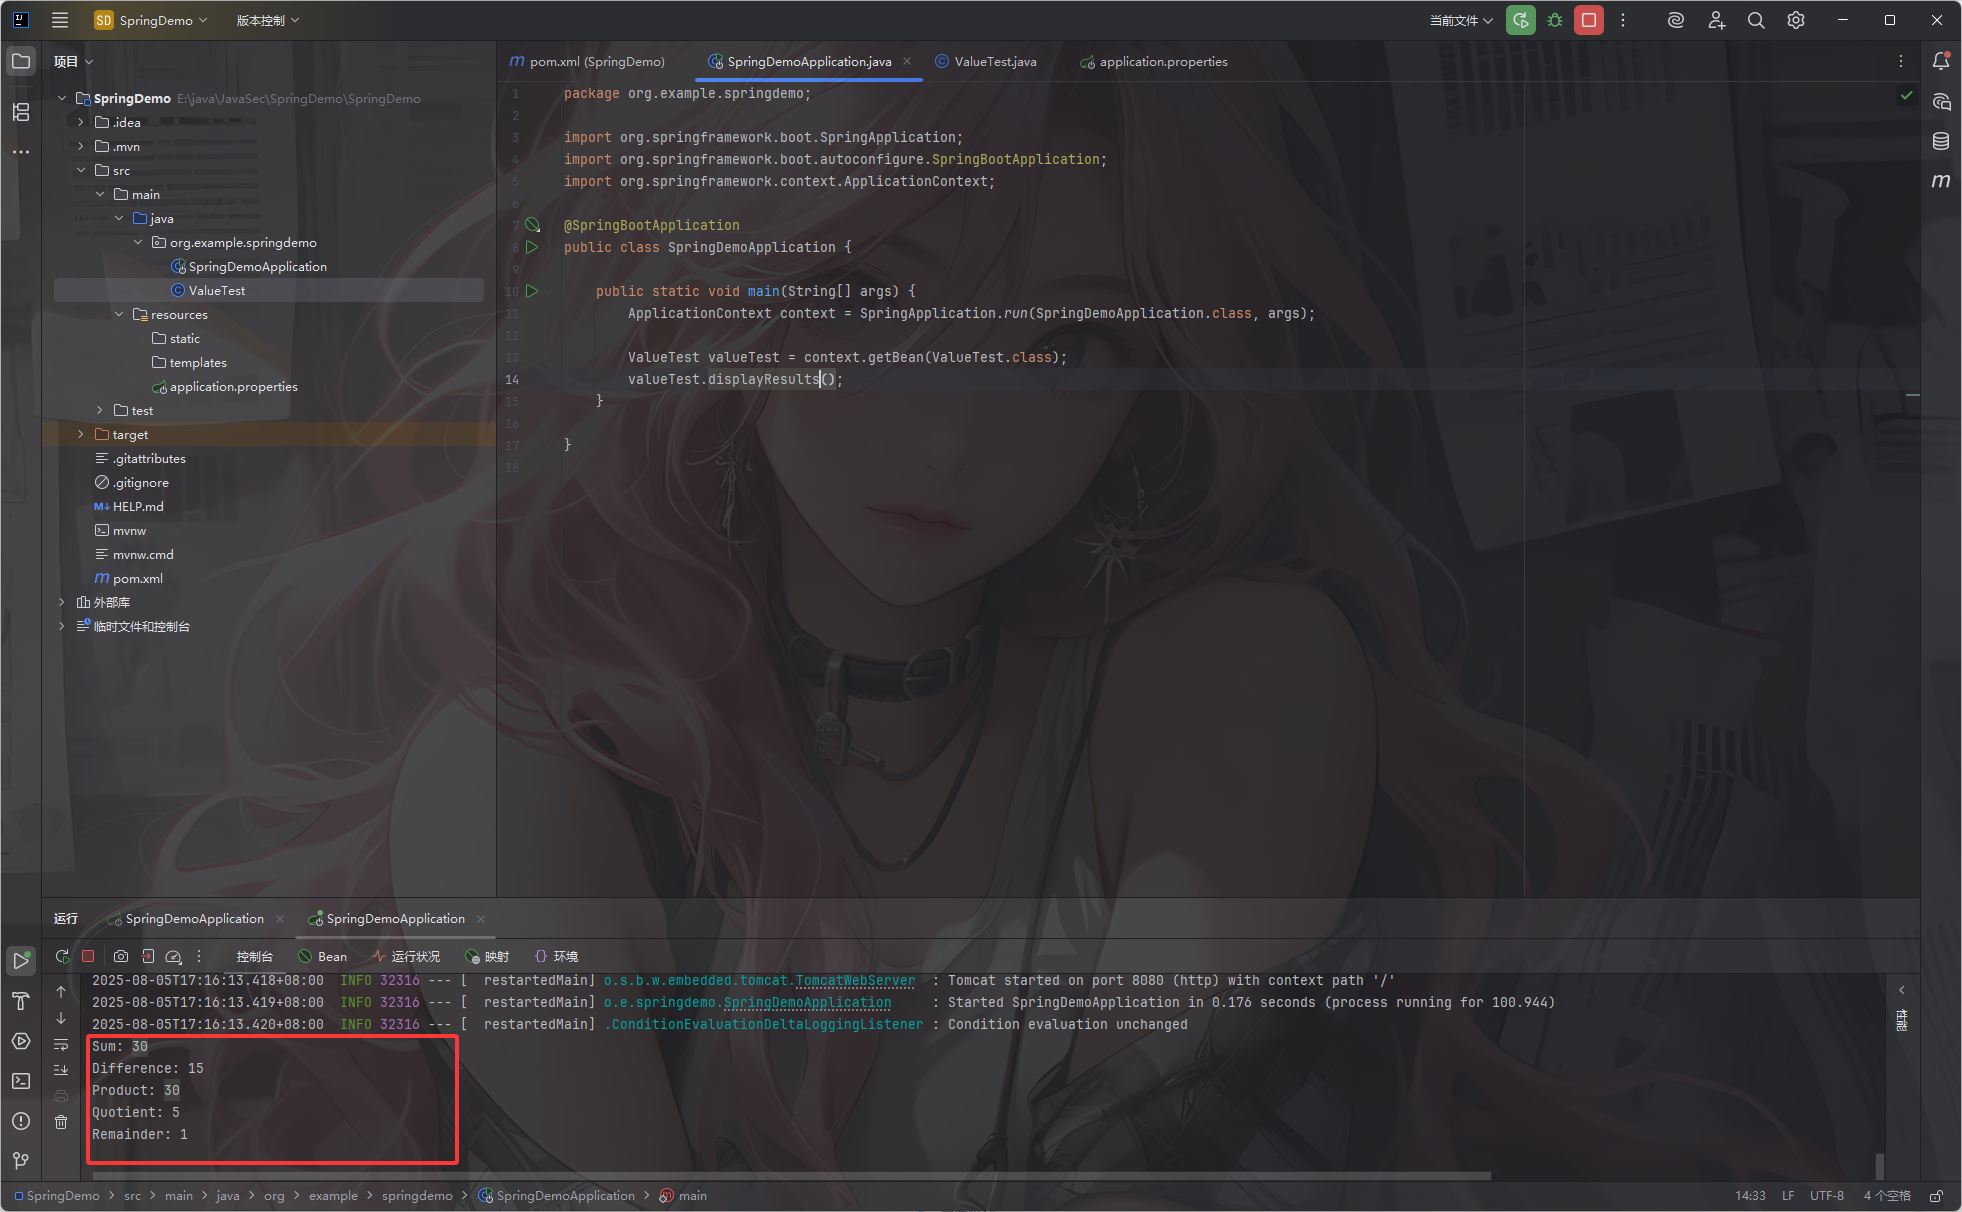 SD SpringDemo 版本控制 当前文件
项目
SpringDemo E:\java\JavaSec\SpringDemo\SpringDemo
.idea
.mvn
src
main
java
org.example.springdemo
SpringDemoApplication
ValueTest
resources
static
templates
application.properties
test
target
.gitattributes
.gitignore
M↓ HELP.md
mvnw
mvnw.cmd
m pom.xml
外部库
临时文件和控制台
m pom.xml (SpringDemo) SpringDemoApplication.java ValueTest.java application.properties
1 package org.example.springdemo;
2
3 import org.springframework.boot.SpringApplication;
4 import org.springframework.boot.autoconfigure.SpringBootApplication;
5 import org.springframework.context.ApplicationContext;
6
7 @SpringBootApplication
8 public class SpringDemoApplication {
9
10 public static void main(String[] args) {
11 ApplicationContext context = SpringApplication.run(SpringDemoApplication.class, args);
12
13 ValueTest valueTest = context.getBean(ValueTest.class);
14 valueTest.displayResults();
15 }
16
17 }
18
运行 SpringDemoApplication SpringDemoApplication
控制台 Bean 运行状况 映射 环境
2025-08-05T17:16:13.418+08:00 INFO 32316 --- [ restartedMain] o.s.b.w.embedded.tomcat.TomcatWebServer : Tomcat started on port 8080 (http) with context path '/'
2025-08-05T17:16:13.419+08:00 INFO 32316 --- [ restartedMain] o.e.springdemo.SpringDemoApplication : Started SpringDemoApplication in 0.176 seconds (process running for 100.944)
2025-08-05T17:16:13.420+08:00 INFO 32316 --- [ restartedMain] .ConditionEvaluationDeltaLoggingListener : Condition evaluation unchanged
Sum: 30
Difference: 15
Product: 30
Quotient: 5
Remainder: 1
性能
SpringDemo > src > main > java > org > example > springdemo > SpringDemoApplication > main 14:33 LF UTF-8 4 个空格